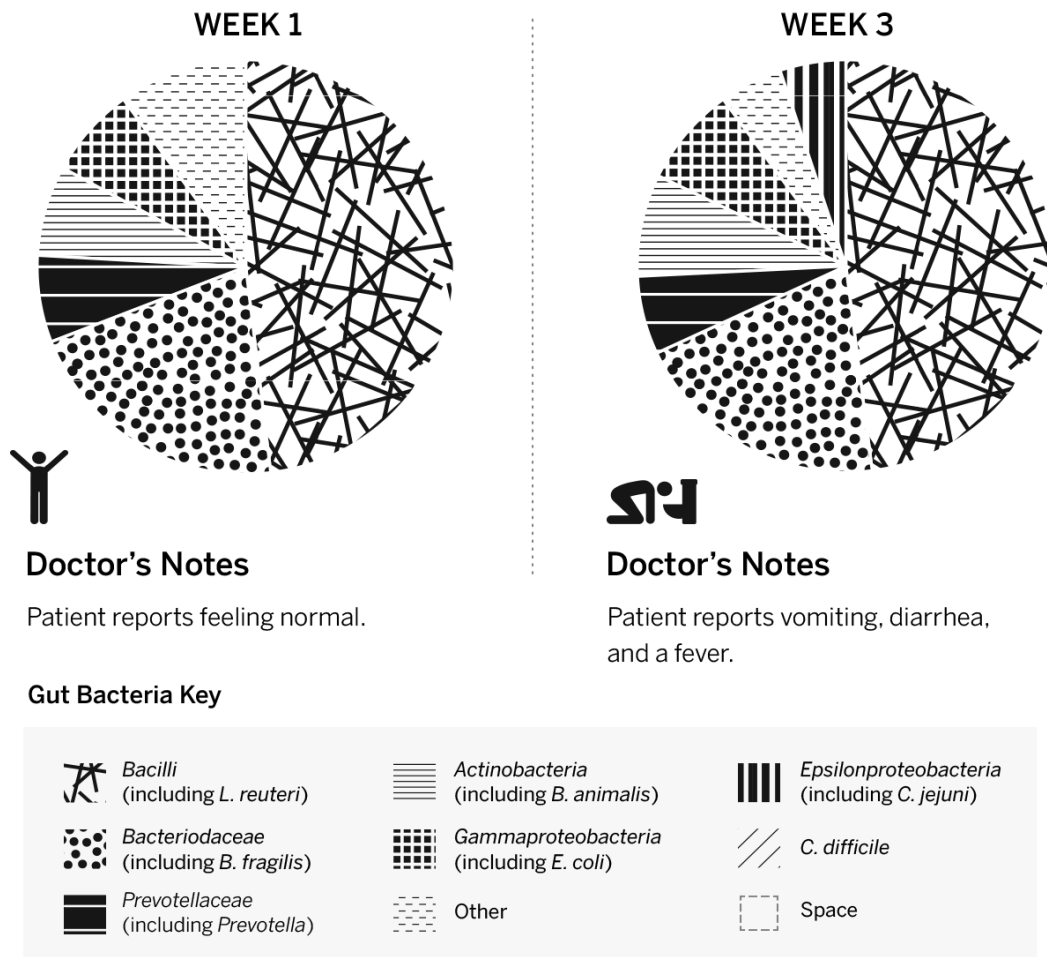 WEEK 1
WEEK 3
Doctor's Notes
Patient reports feeling normal.
Doctor's Notes
Patient reports vomiting, diarrhea,
and a fever.
Gut Bacteria Key
Bacilli
(including L. reuteri)
Bacteriodaceae
(including B. fragilis)
Prevotellaceae
(including Prevotella)
Actinobacteria
(including B. animalis)
Gammaproteobacteria
(including E. coli)
Other
Epsilonproteobacteria
(including C. jejuni)
C. difficile
Space